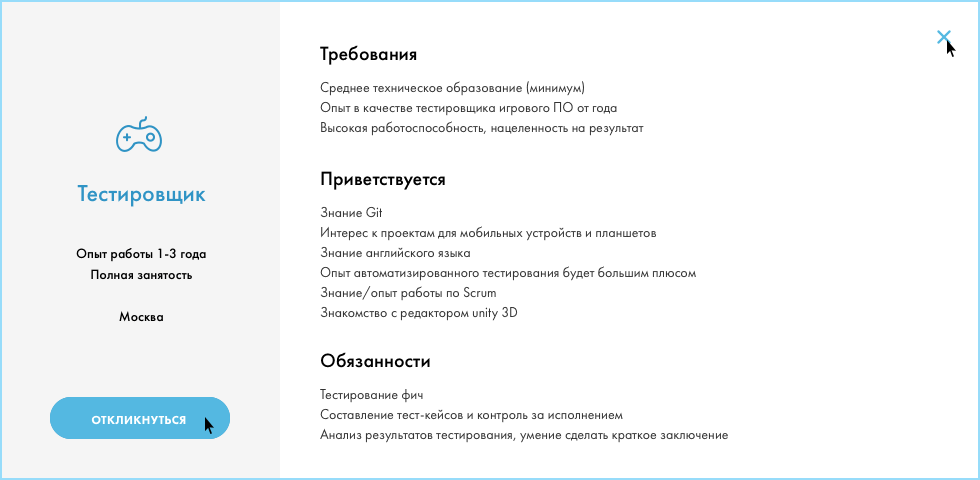 Тестировщик
Опыт работы 1-3 года
Полная занятость
Москва
ОТКЛИКНУТЬСЯ
Требования
Среднее техническое образование (минимум)
Опыт в качестве тестировщика игрового ПО от года
Высокая работоспособность, нацеленность на результат
Приветствуется
Знание Git
Интерес к проектам для мобильных устройств и планшетов
Знание английского языка
Опыт автоматизированного тестирования будет большим плюсом
Знание/опыт работы по Scrum
Знакомство с редактором unity 3D
Обязанности
Тестирование фич
Составление тест-кейсов и контроль за исполнением
Анализ результатов тестирования, умение сделать краткое заключение